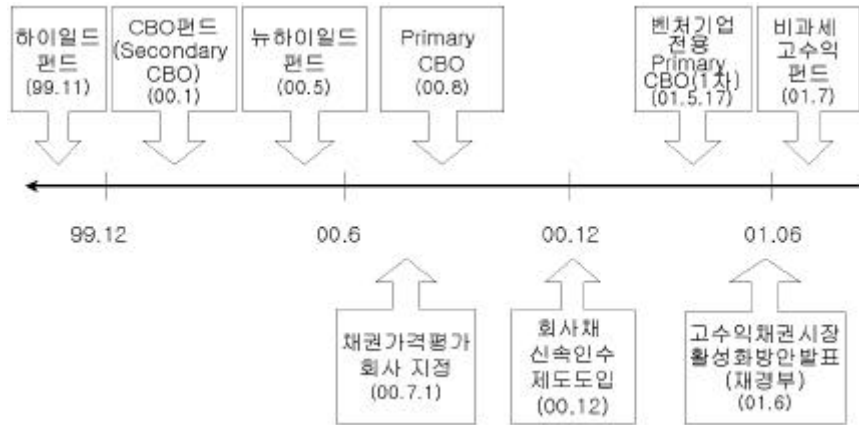 하이일드
펀드
(99.11)
CBO펀드
(Secondary
CBO)
(00.1)
뉴하이일드
펀드
(00.5)
Primary
CBO
(00.8)
벤처기업
전용
Primary
CBO(1차)
(01.5.17)
비과세
고수익
펀드
(01.7)
99.12
00.6
00.12
01.06
채권가격평가
회사 지정
(00.7.1)
회사채
신속인수
제도도입
(00.12)
고수익채권시장
활성화방안발표
(재경부)
(01.6)